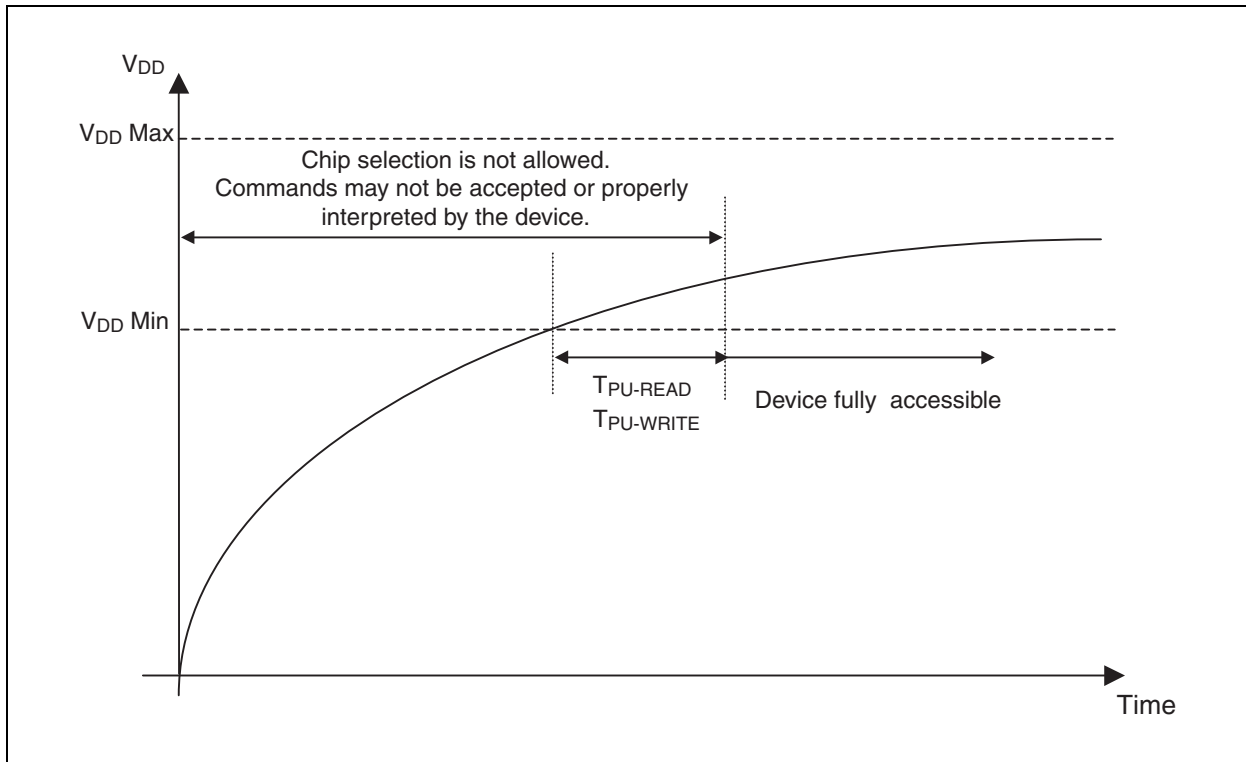 VDD
VDD Max
Chip selection is not allowed.
Commands may not be accepted or properly
interpreted by the device.
VDD Min
TPU-READ
TPU-WRITE
Device fully accessible
Time